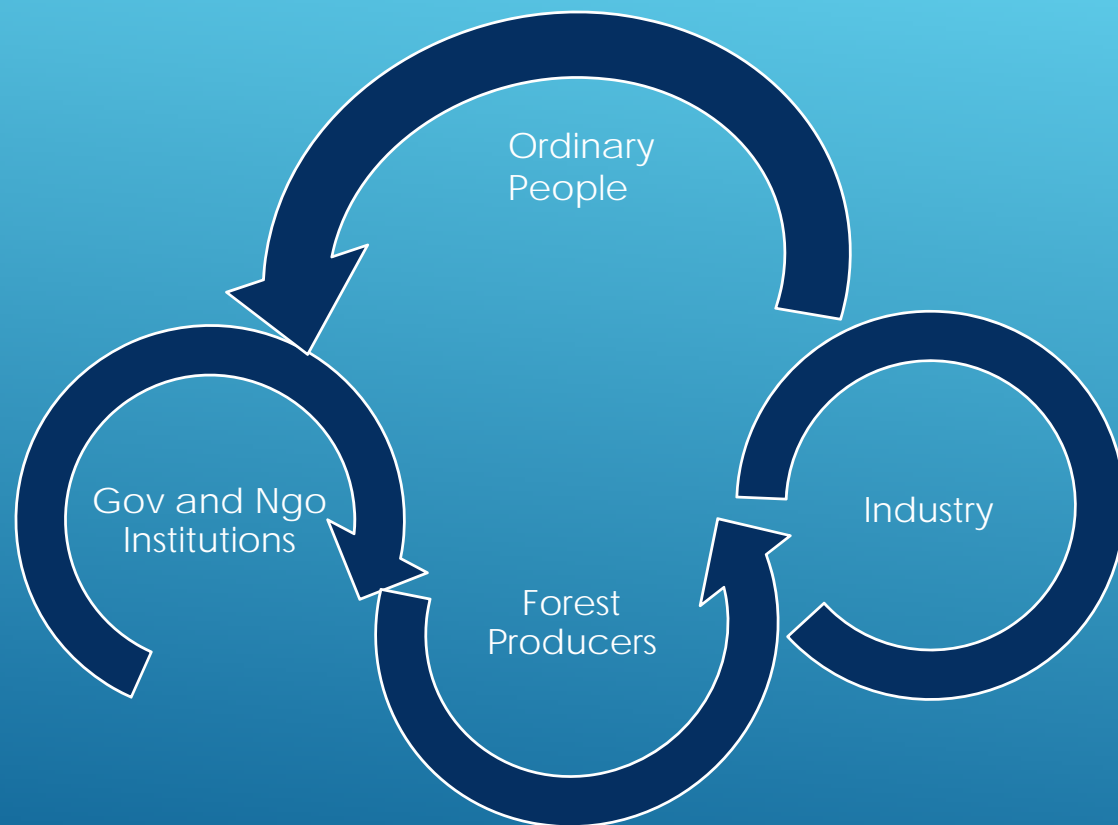 Ordinary
People
Gov and Ngo
Institutions
Industry
Forest
Producers